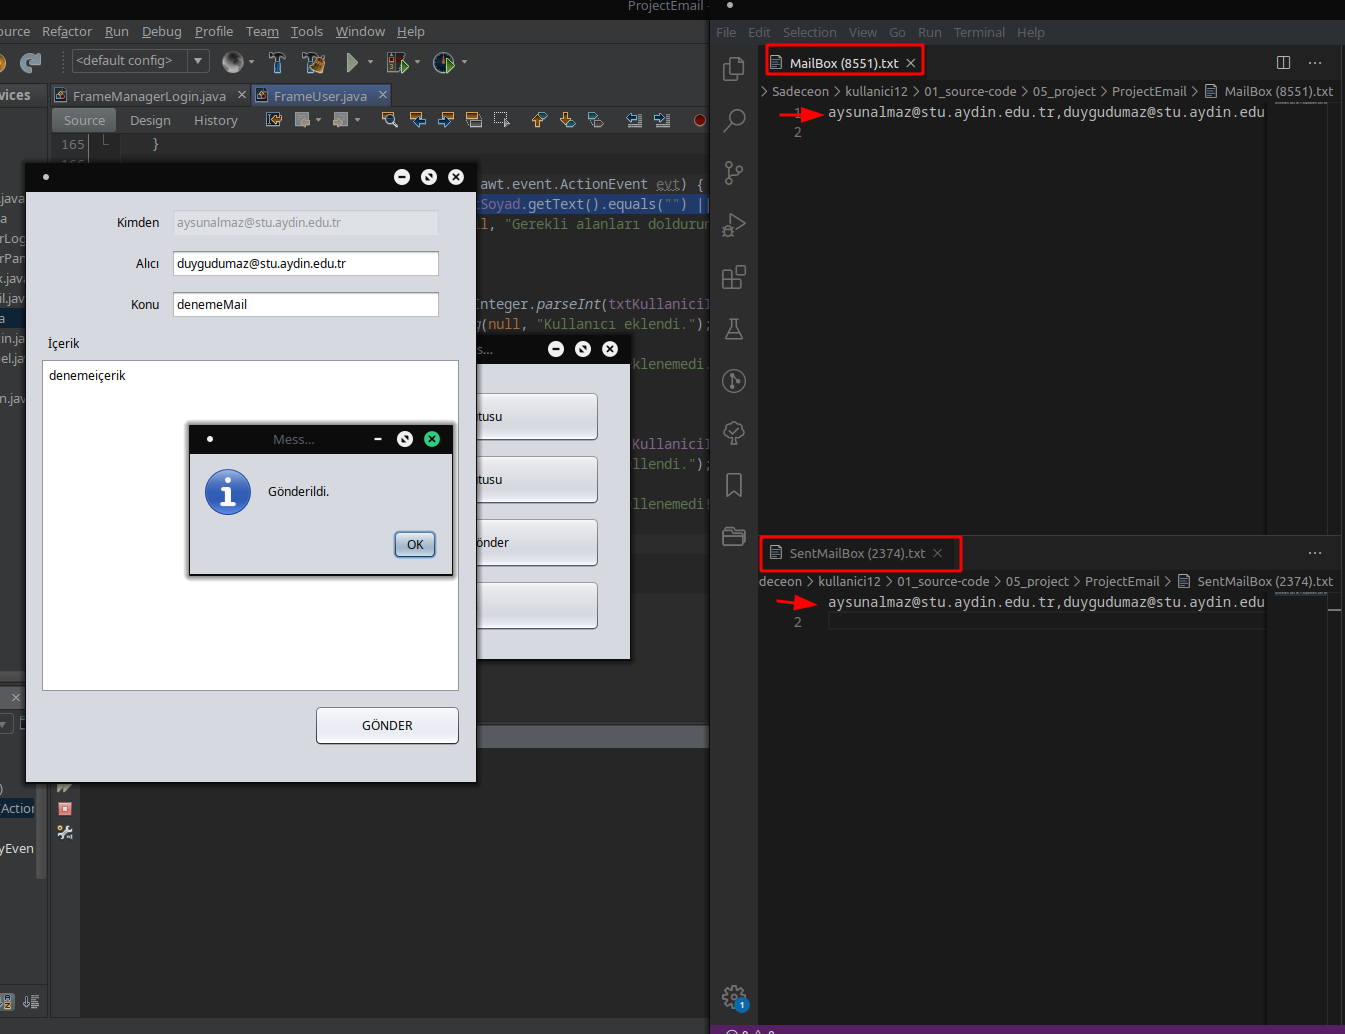 ProjectEmail
ource Refactor Run Debug Profile Team Tools Window Help
<default config>
vices FrameManagerLogin.java FrameUser.java
Source Design History
165 }
awt.event.ActionEvent evt) {
Soyad.getText().equals("") ||
"Gerekli alanları doldurun
Integer.parseInt(txtKullanici
(null, "Kullanıcı eklendi.");
klenemedi.
Kullanici
llendi.");
llenemedi!
Kimden aysunalmaz@stu.aydin.edu.tr
Alıcı duygudumaz@stu.aydin.edu.tr
Konu denemeMail
İçerik
denemeiçerik
Mess...
Gönderildi.
OK
GÖNDER
s...
tusu
utusu
önder
.java
a
rLog
rPan
x.java
il.java
a
in.ja
el.jav
n.jav
)
Action
yEven
File Edit Selection View Go Run Terminal Help
MailBox (8551).txt
> Sadeceon > kullanici12 > 01_source-code > 05_project > ProjectEmail > MailBox (8551).txt
1 aysunalmaz@stu.aydin.edu.tr,duygudumaz@stu.aydin.edu
2
SentMailBox (2374).txt
deceon > kullanici12 > 01_source-code > 05_project > ProjectEmail > SentMailBox (2374).txt
aysunalmaz@stu.aydin.edu.tr,duygudumaz@stu.aydin.edu
2
1